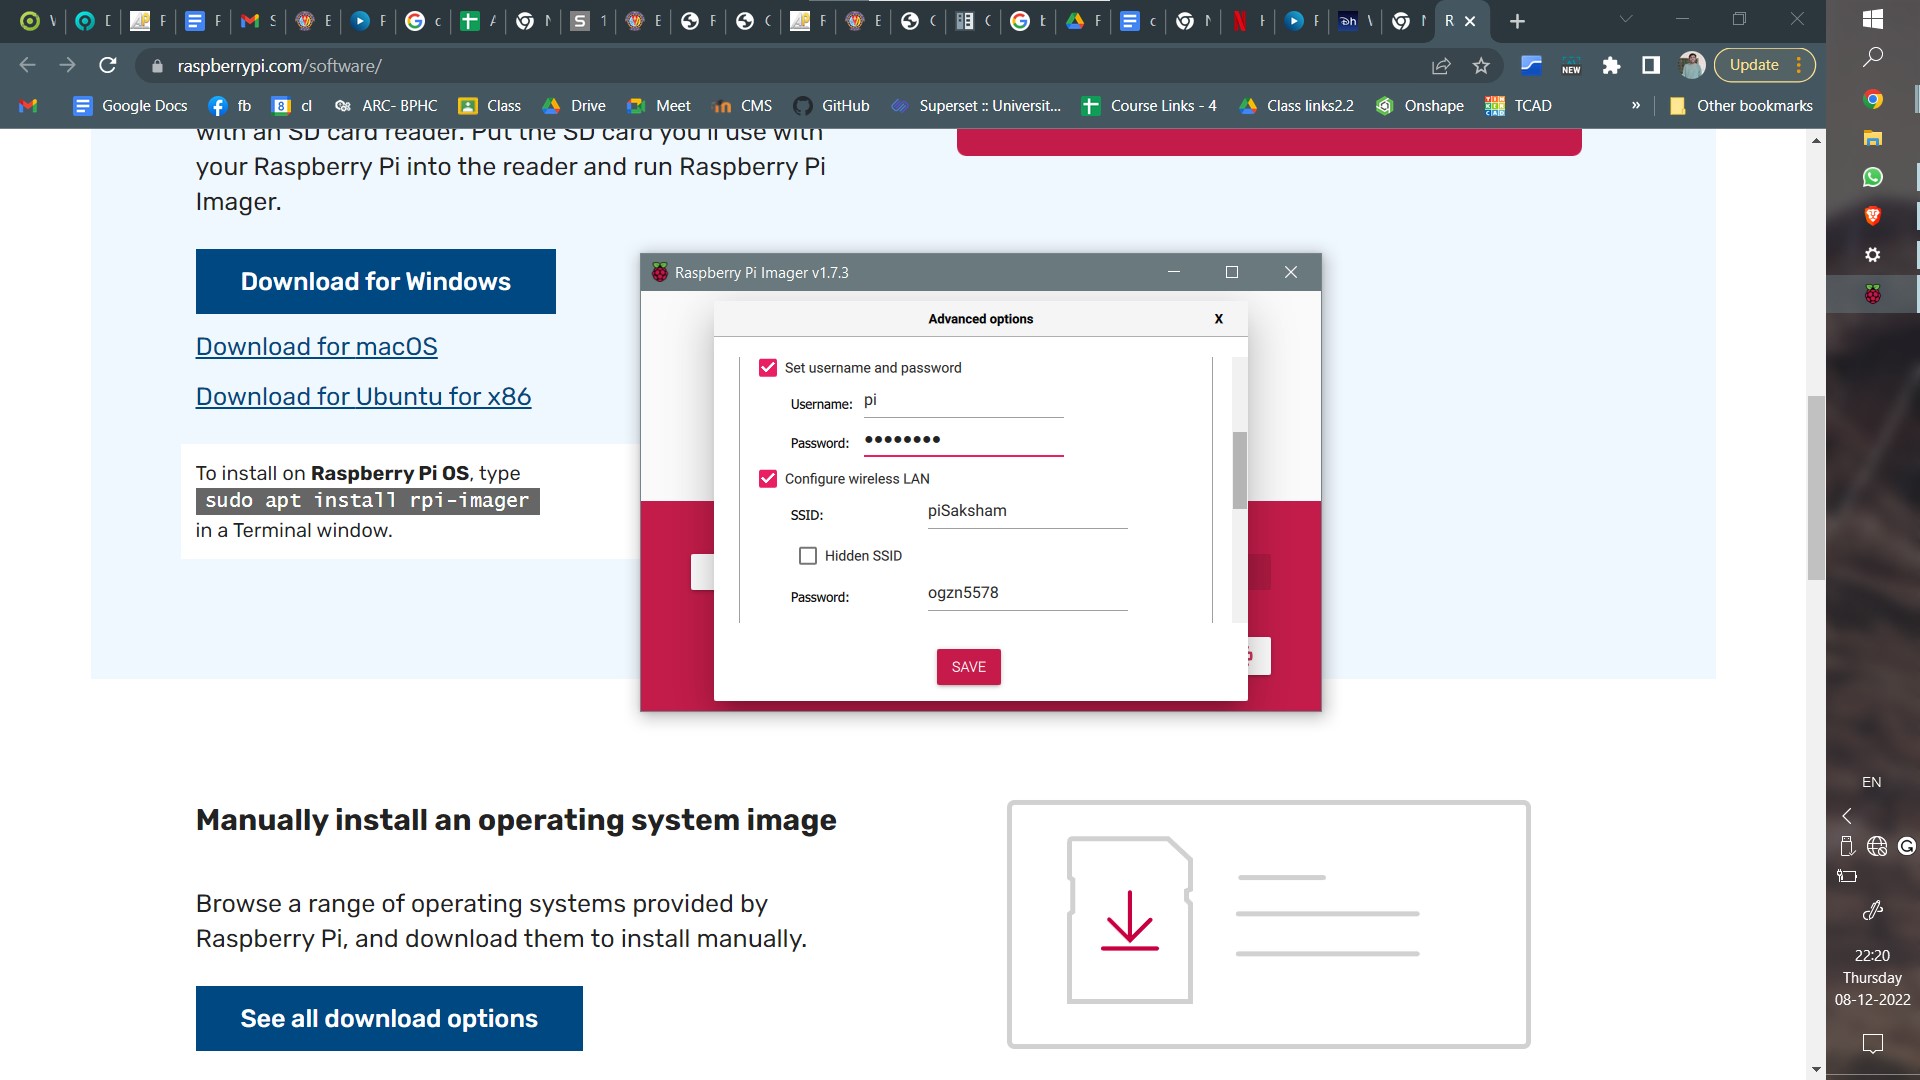 raspberrypi.com/software/
Update
Google Docs
fb
cl
ARC- BPHC
Class
Drive
Meet
CMS
GitHub
Superset :: Universit...
Course Links - 4
Class links2.2
Onshape
TCAD
»
Other bookmarks
with an SD card reader. Put the SD card you'll use with
your Raspberry Pi into the reader and run Raspberry Pi
Imager.
Download for Windows
Download for macOS
Download for Ubuntu for x86
To install on Raspberry Pi OS, type
sudo apt install rpi-imager
in a Terminal window.
Raspberry Pi Imager v1.7.3
Advanced options
X
Set username and password
Username: pi
Password: ••••••••
Configure wireless LAN
SSID: piSaksham
Hidden SSID
Password: ogzn5578
SAVE
Manually install an operating system image
Browse a range of operating systems provided by
Raspberry Pi, and download them to install manually.
See all download options
NEW
EN
22:20
Thursday
08-12-2022